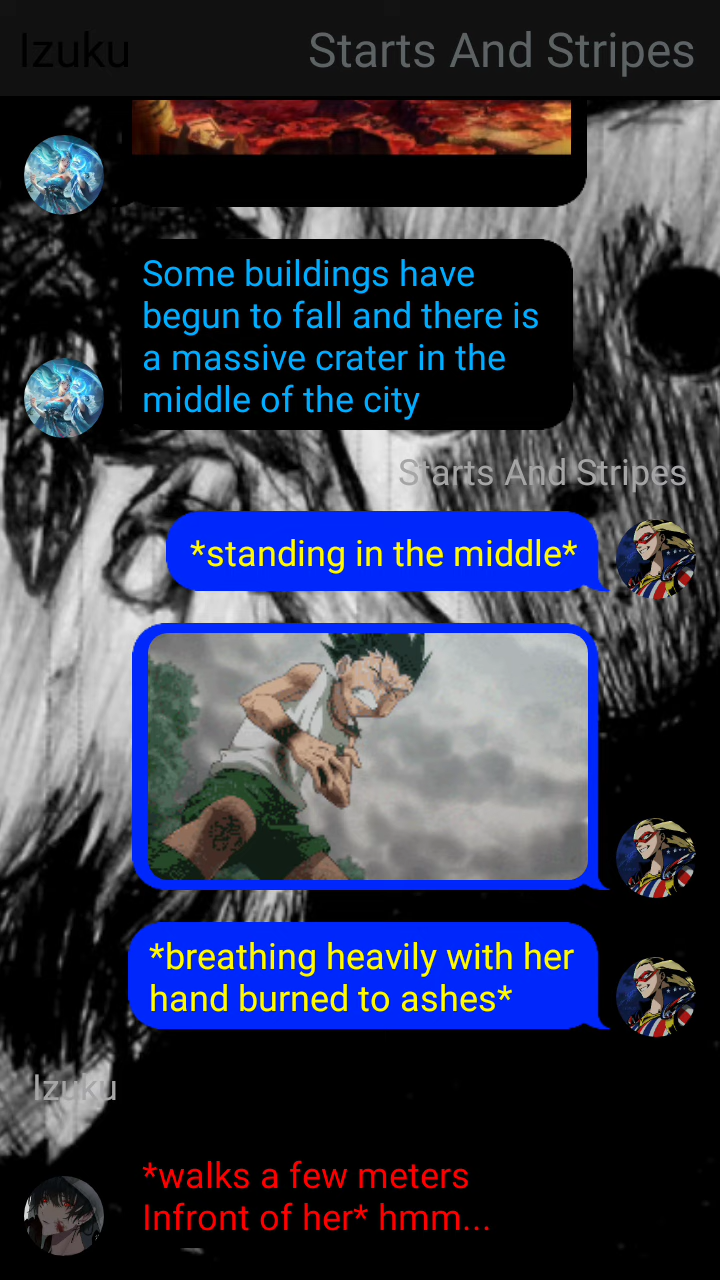 Izuku
Starts And Stripes
Some buildings have
begun to fall and there is
a massive crater in the
middle of the city
Starts And Stripes
*standing in the middle*
*breathing heavily with her
hand burned to ashes*
Izuku
*walks a few meters
Infront of her* hmm...